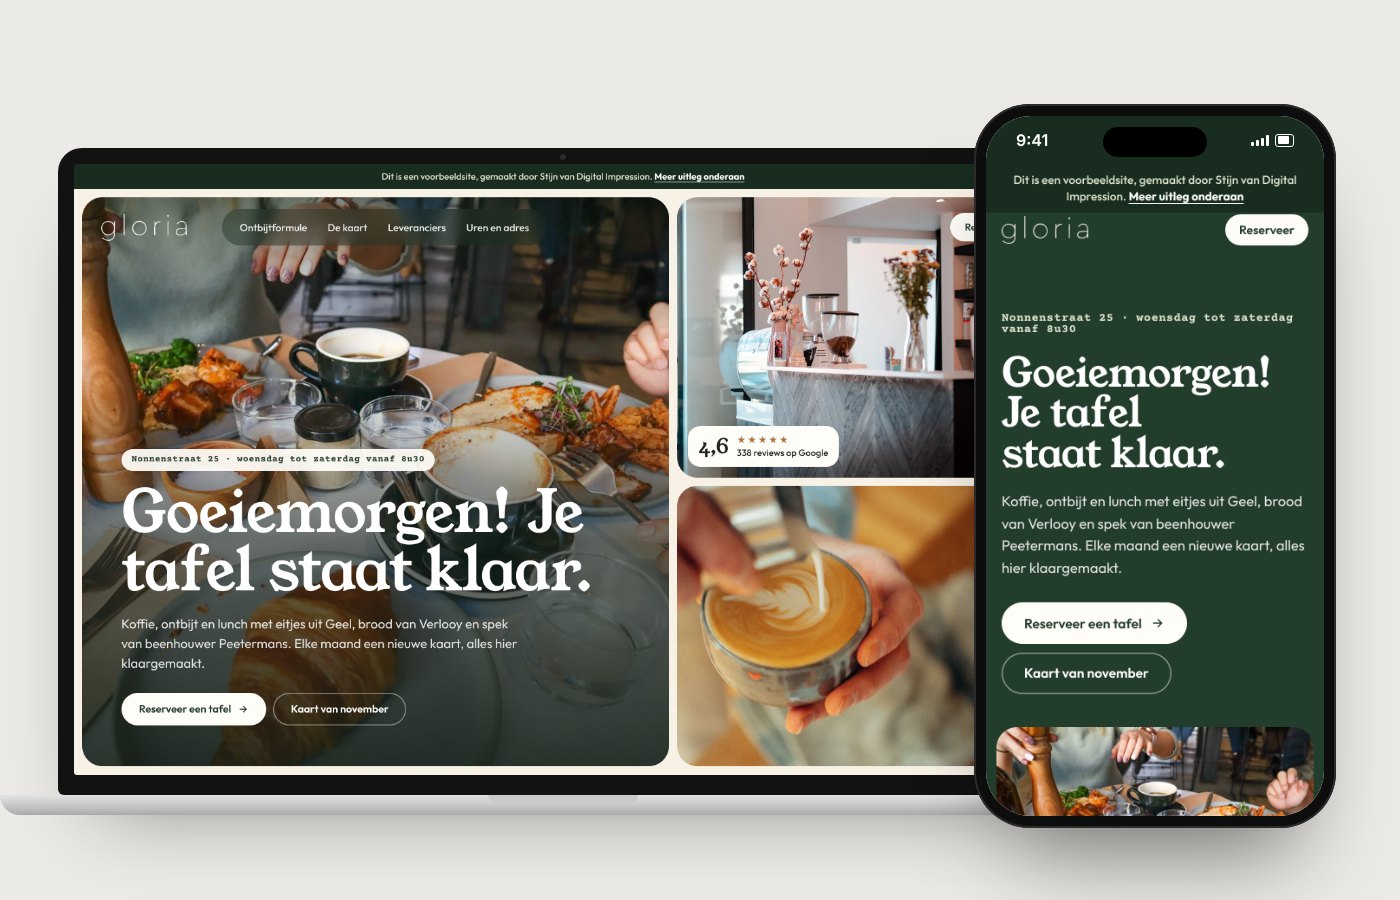 Dit is een voorbeeldsite, gemaakt door Stijn van Digital Impression. Meer uitleg onderaan
gloria
Ontbijtformule De kaart Leveranciers Uren en adres
Re
4,6
★★★★★
338 reviews op Google
Nonnenstraat 25 · woensdag tot zaterdag vanaf 8u30
Goeiemorgen! Je
tafel staat klaar.
Koffie, ontbijt en lunch met eitjes uit Geel, brood van Verlooy en spek
van beenhouwer Peetermans. Elke maand een nieuwe kaart, alles hier
klaargemaakt.
Reserveer een tafel →
Kaart van november
9:41
Dit is een voorbeeldsite, gemaakt door Stijn van Digital
Impression. Meer uitleg onderaan
gloria
Reserveer
Nonnenstraat 25 · woensdag tot zaterdag
vanaf 8u30
Goeiemorgen!
Je tafel
staat klaar.
Koffie, ontbijt en lunch met eitjes uit Geel, brood
van Verlooy en spek van beenhouwer
Peetermans. Elke maand een nieuwe kaart, alles
hier klaargemaakt.
Reserveer een tafel →
Kaart van november